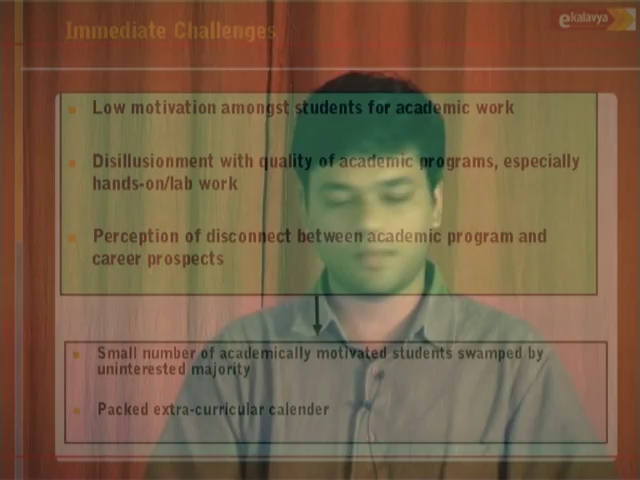 Immediate Challenges
ekalavya
Low motivation amongst students for academic work
Disillusionment with quality of academic programs, especially
hands-on/lab work
Perception of disconnect between academic program and
career prospects
Small number of academically motivated students swamped by
uninterested majority
Packed extra-curricular calender